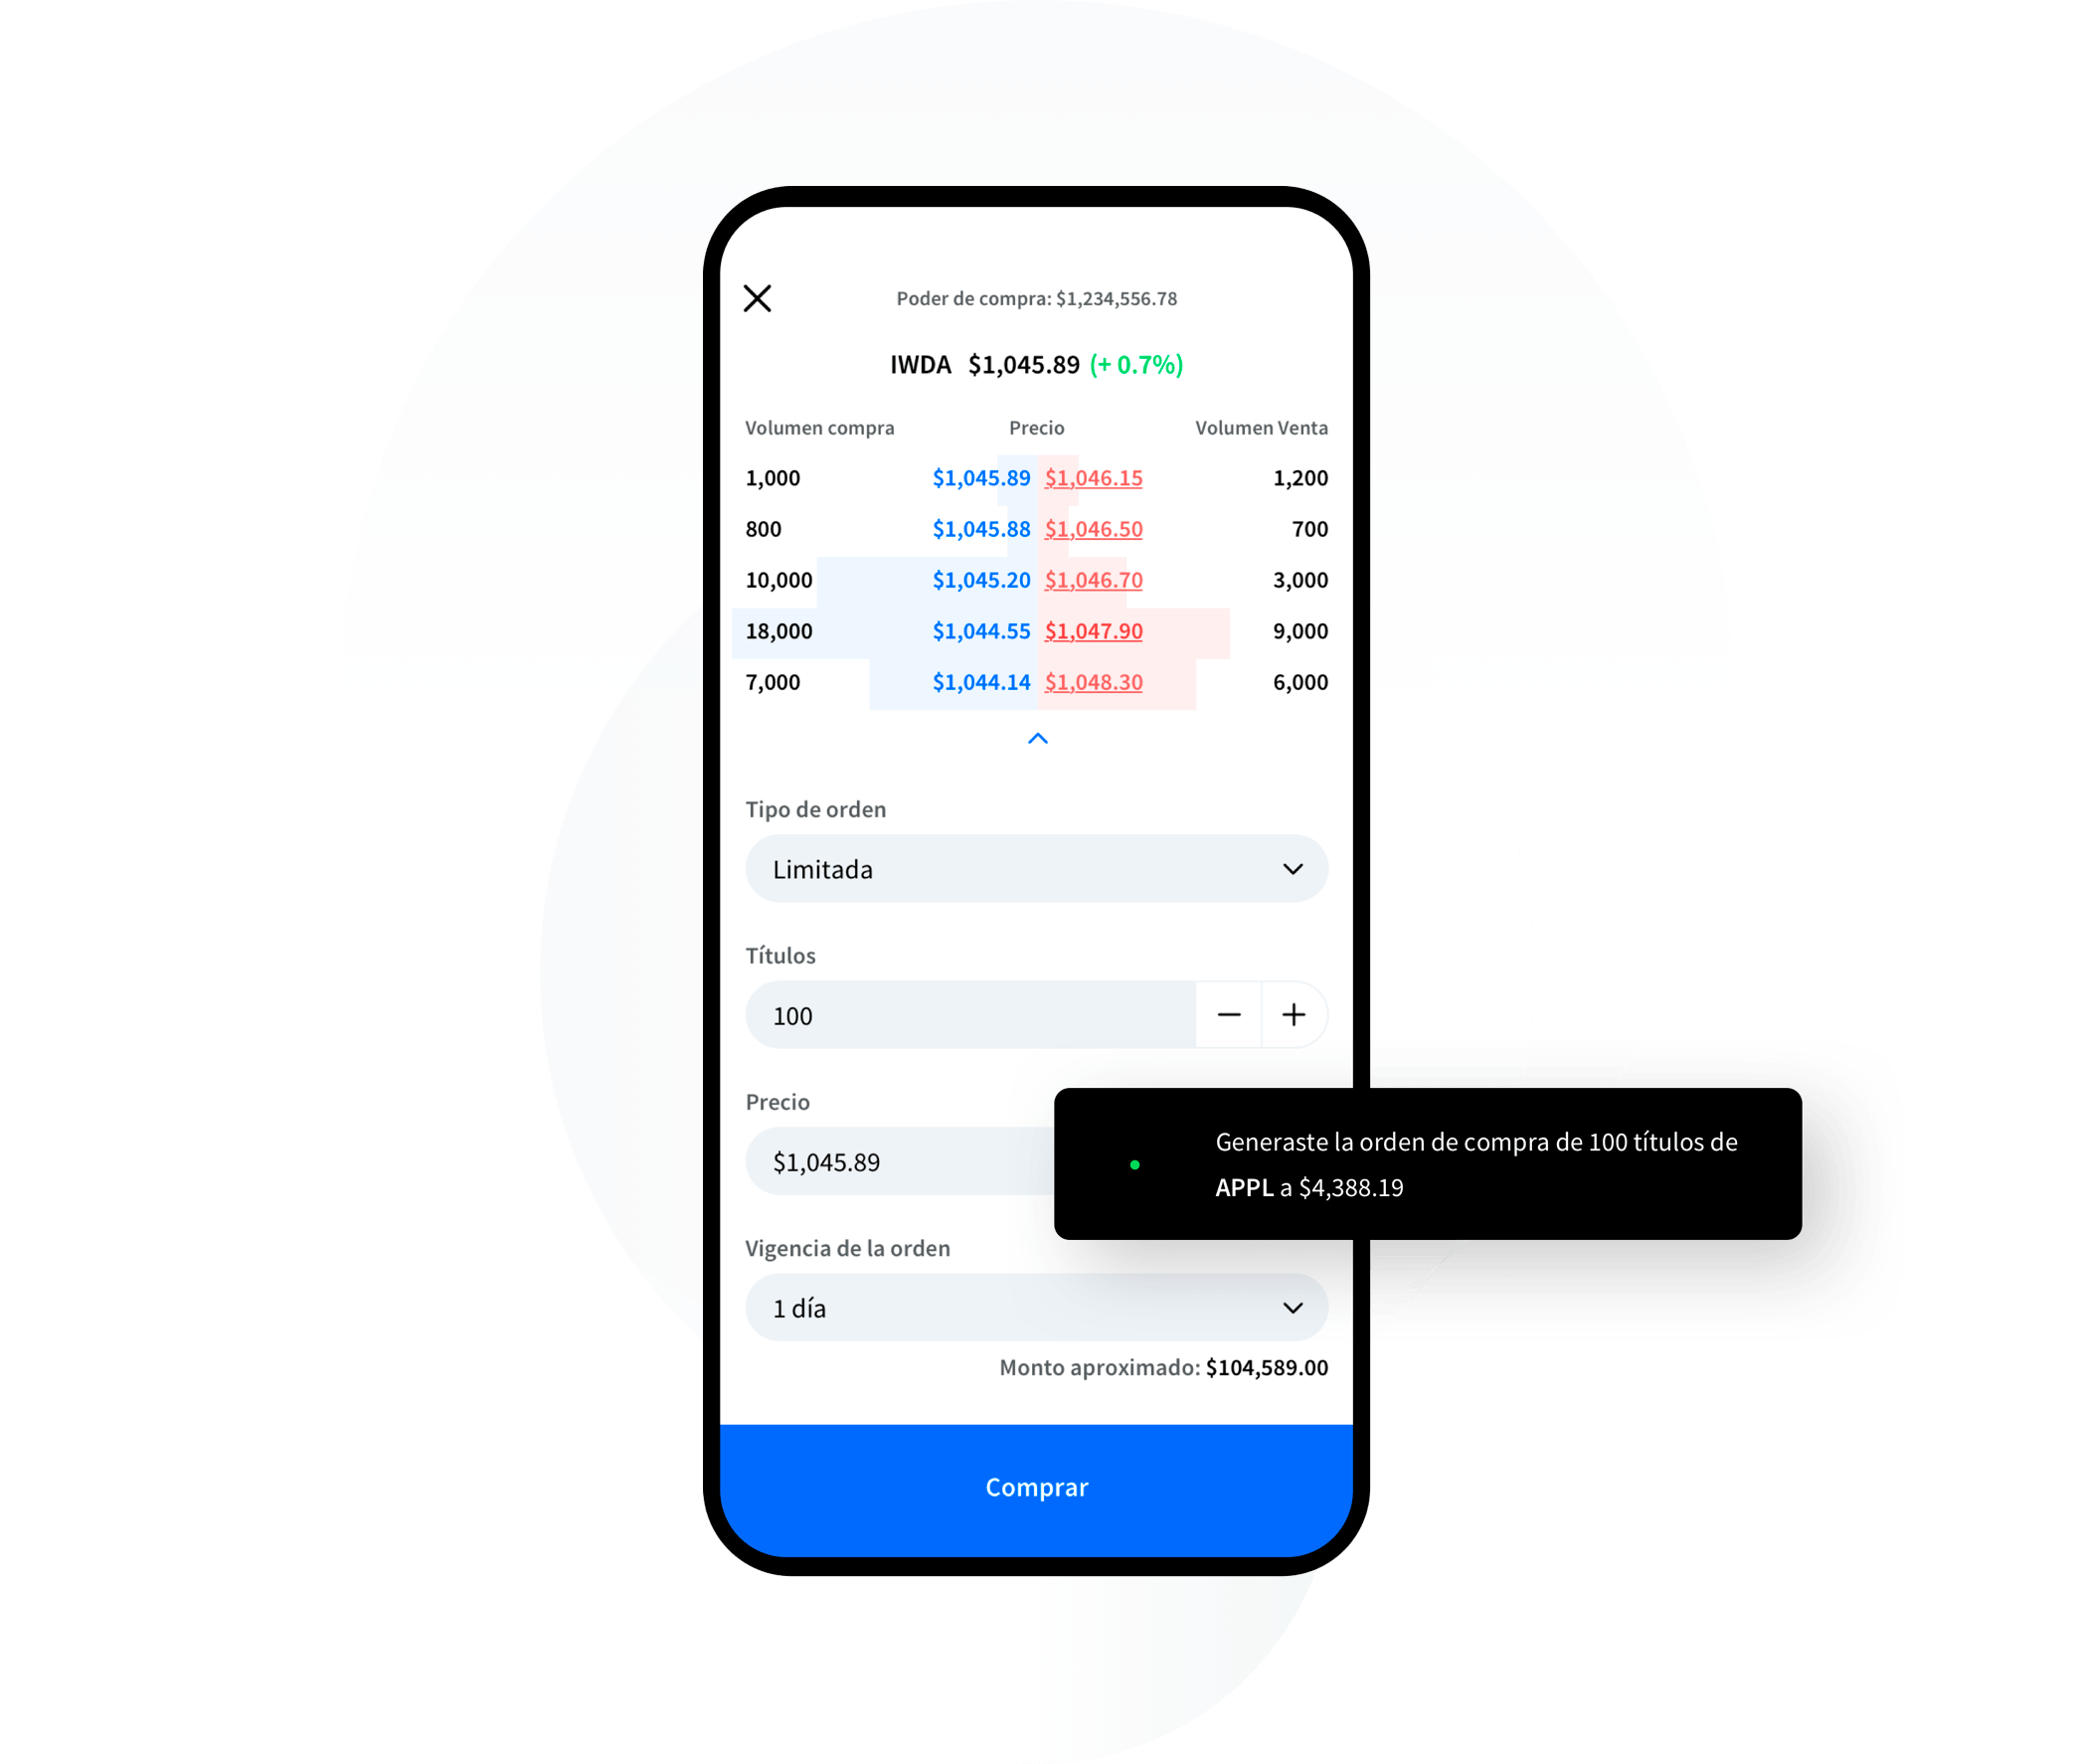 Poder de compra: $1,234,556.78
IWDA $1,045.89 (+ 0.7%)
Volumen compra Precio Volumen Venta
1,000 $1,045.89 $1,046.15 1,200
800 $1,045.88 $1,046.50 700
10,000 $1,045.20 $1,046.70 3,000
18,000 $1,044.55 $1,047.90 9,000
7,000 $1,044.14 $1,048.30 6,000
Tipo de orden
Limitada
Títulos
100
Precio
$1,045.89
Generaste la orden de compra de 100 títulos de
APPL a $4,388.19
Vigencia de la orden
1 día
Monto aproximado: $104,589.00
Comprar